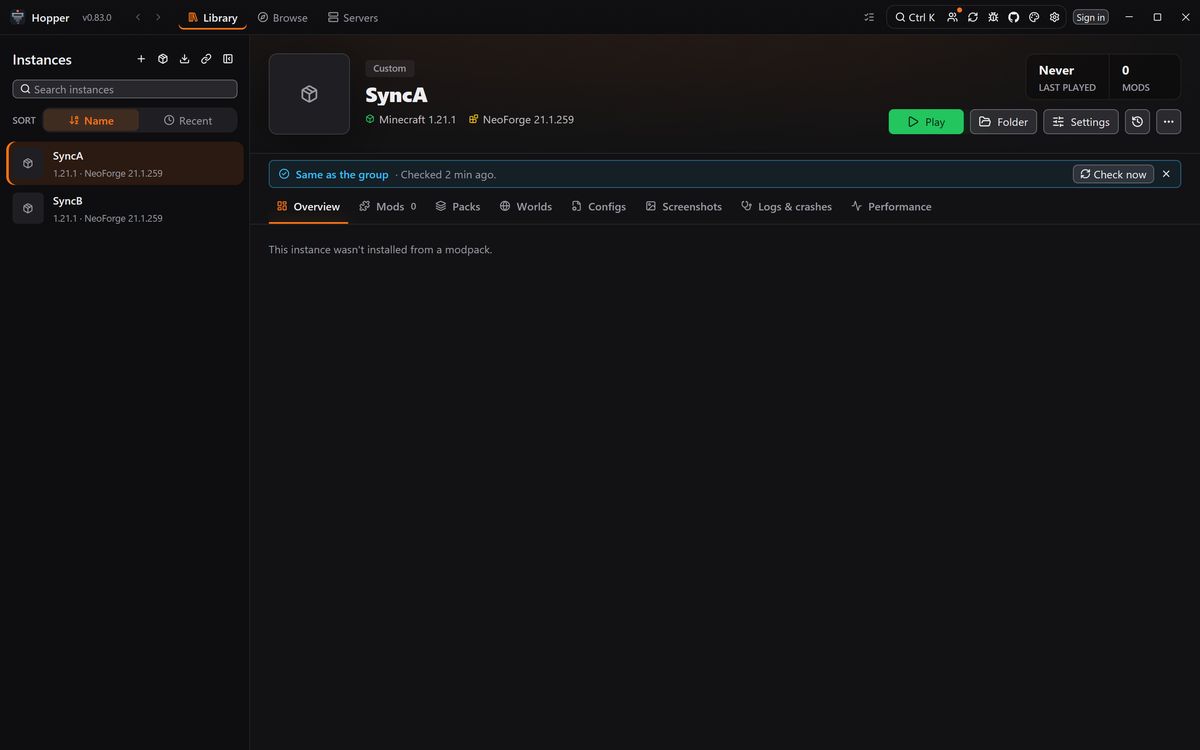 Hopper v0.83.0 Library Browse Servers Ctrl K Sign in
Instances
Search instances
SORT Name Recent
SyncA
1.21.1 · NeoForge 21.1.259
SyncB
1.21.1 · NeoForge 21.1.259
Custom
SyncA
Minecraft 1.21.1 NeoForge 21.1.259
Never
LAST PLAYED
0
MODS
Play Folder Settings
Same as the group · Checked 2 min ago. Check now
Overview Mods 0 Packs Worlds Configs Screenshots Logs & crashes Performance
This instance wasn't installed from a modpack.